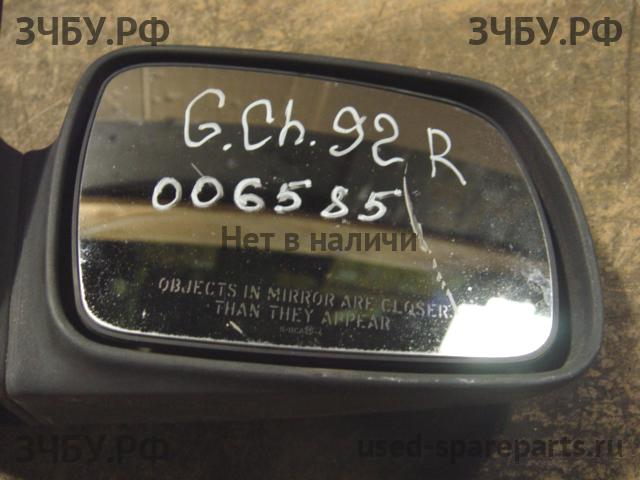 ЗЧБУ.РФ
ЗЧБУ.РФ
G.Ch.92 R
006585
Нет в наличи
OBJECTS IN MIRROR ARE CLOSER
THAN THEY APPEAR
ЗЧБУ.РФ
used-spareparts.ru